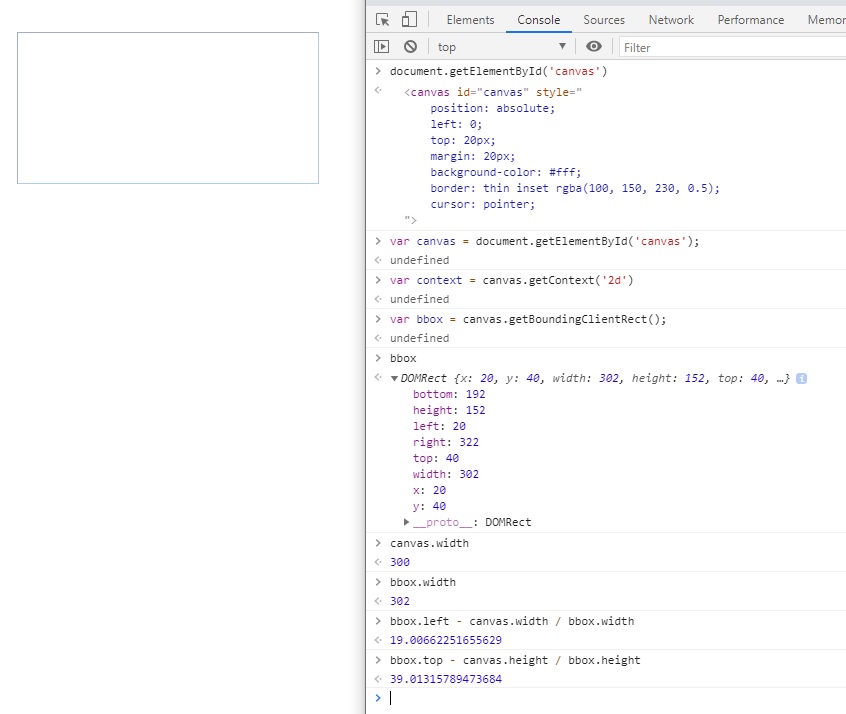 Elements Console Sources Network Performance Memor
top ▼ Filter
> document.getElementById('canvas')
<canvas id="canvas" style="
position: absolute;
left: 0;
top: 20px;
margin: 20px;
background-color: #fff;
border: thin inset rgba(100, 150, 230, 0.5);
cursor: pointer;
">
> var canvas = document.getElementById('canvas');
undefined
> var context = canvas.getContext('2d')
undefined
> var bbox = canvas.getBoundingClientRect();
undefined
> bbox
▼DOMRect {x: 20, y: 40, width: 302, height: 152, top: 40, …} i
bottom: 192
height: 152
left: 20
right: 322
top: 40
width: 302
x: 20
y: 40
▶__proto__: DOMRect
> canvas.width
300
> bbox.width
302
> bbox.left - canvas.width / bbox.width
19.00662251655629
> bbox.top - canvas.height / bbox.height
39.01315789473684
>